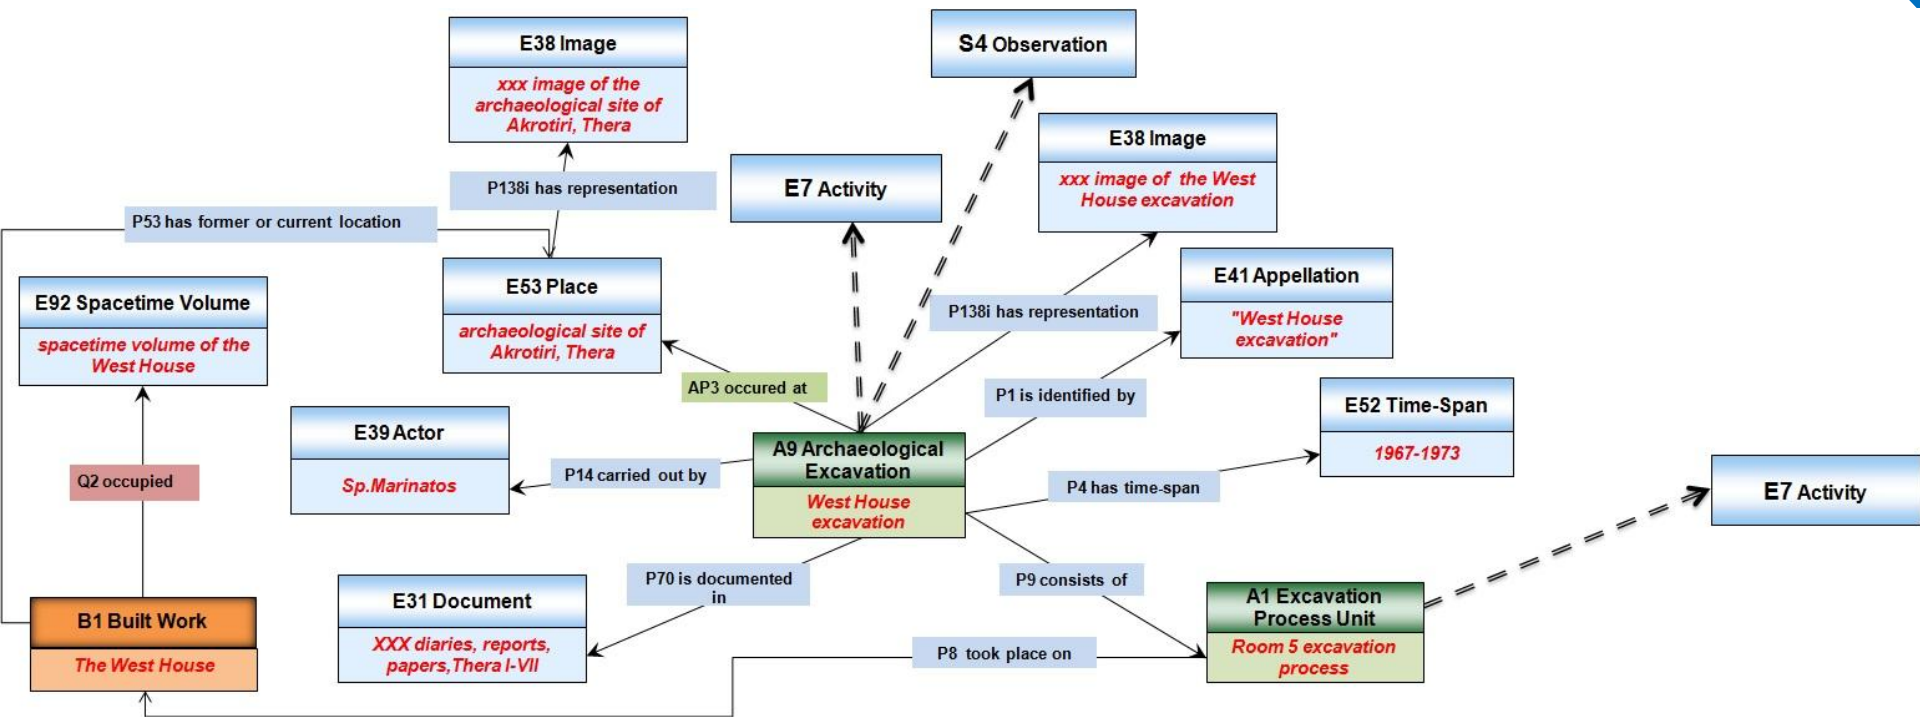 E38 Image
xxx image of the
archaeological site of
Akrotiri, Thera
S4 Observation
E38 Image
xxx image of the West
House excavation
P138i has representation
E7 Activity
P53 has former or current location
E92 Spacetime Volume
spacetime volume of the
West House
E53 Place
archaeological site of
Akrotiri, Thera
P138i has representation
E41 Appellation
"West House
excavation"
AP3 occured at
P1 is identified by
E52 Time-Span
1967-1973
E39 Actor
Sp.Marinatos
P14 carried out by
A9 Archaeological
Excavation
West House
excavation
P4 has time-span
E7 Activity
Q2 occupied
P70 is documented
in
P9 consists of
E31 Document
XXX diaries, reports,
papers,Thera I-VII
A1 Excavation
Process Unit
Room 5 excavation
process
B1 Built Work
The West House
P8 took place on